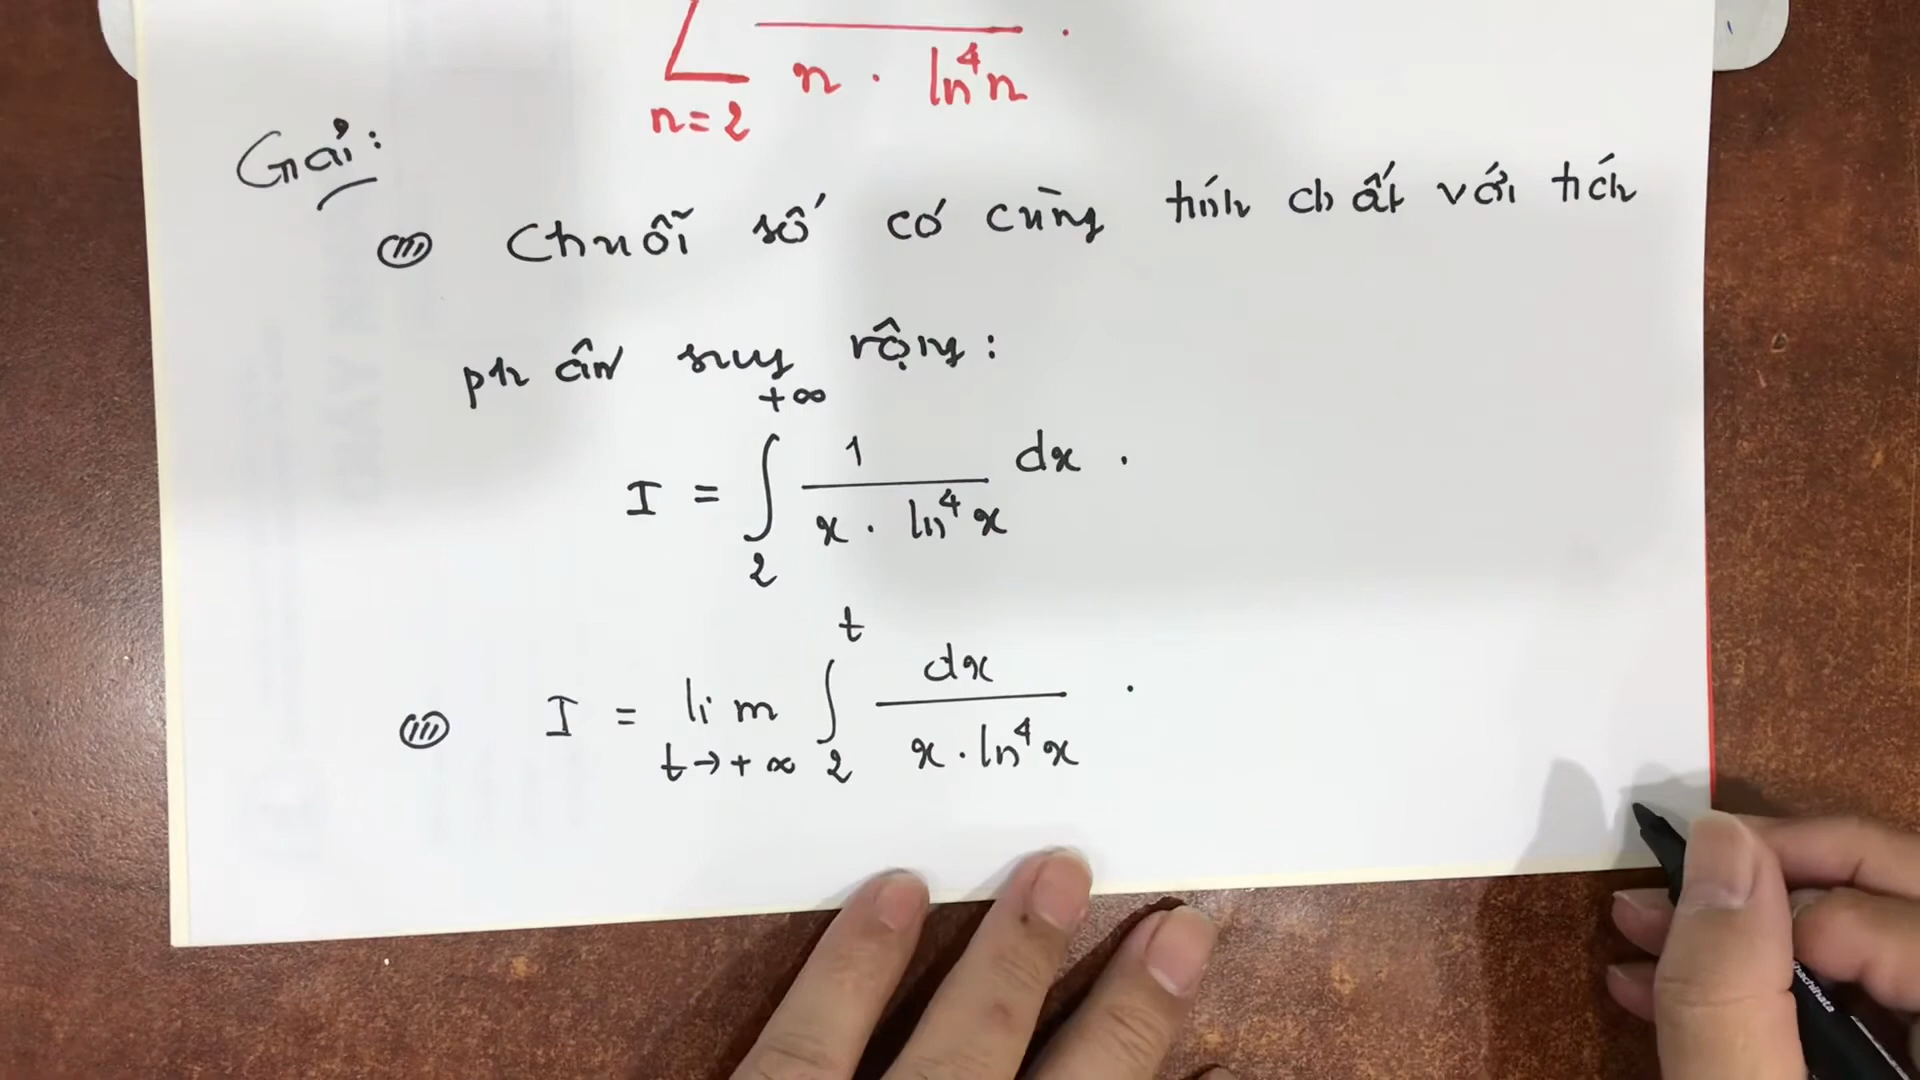 ∑ n=2 ——— n . ln⁴n .
Giải:
Chuỗi số có cùng tính chất với tích
phân suy rộng:
I = ∫₂^{+∞} 1 / (x . ln⁴x) dx .
I = lim_{t→+∞} ∫₂^t dx / (x . ln⁴x) .